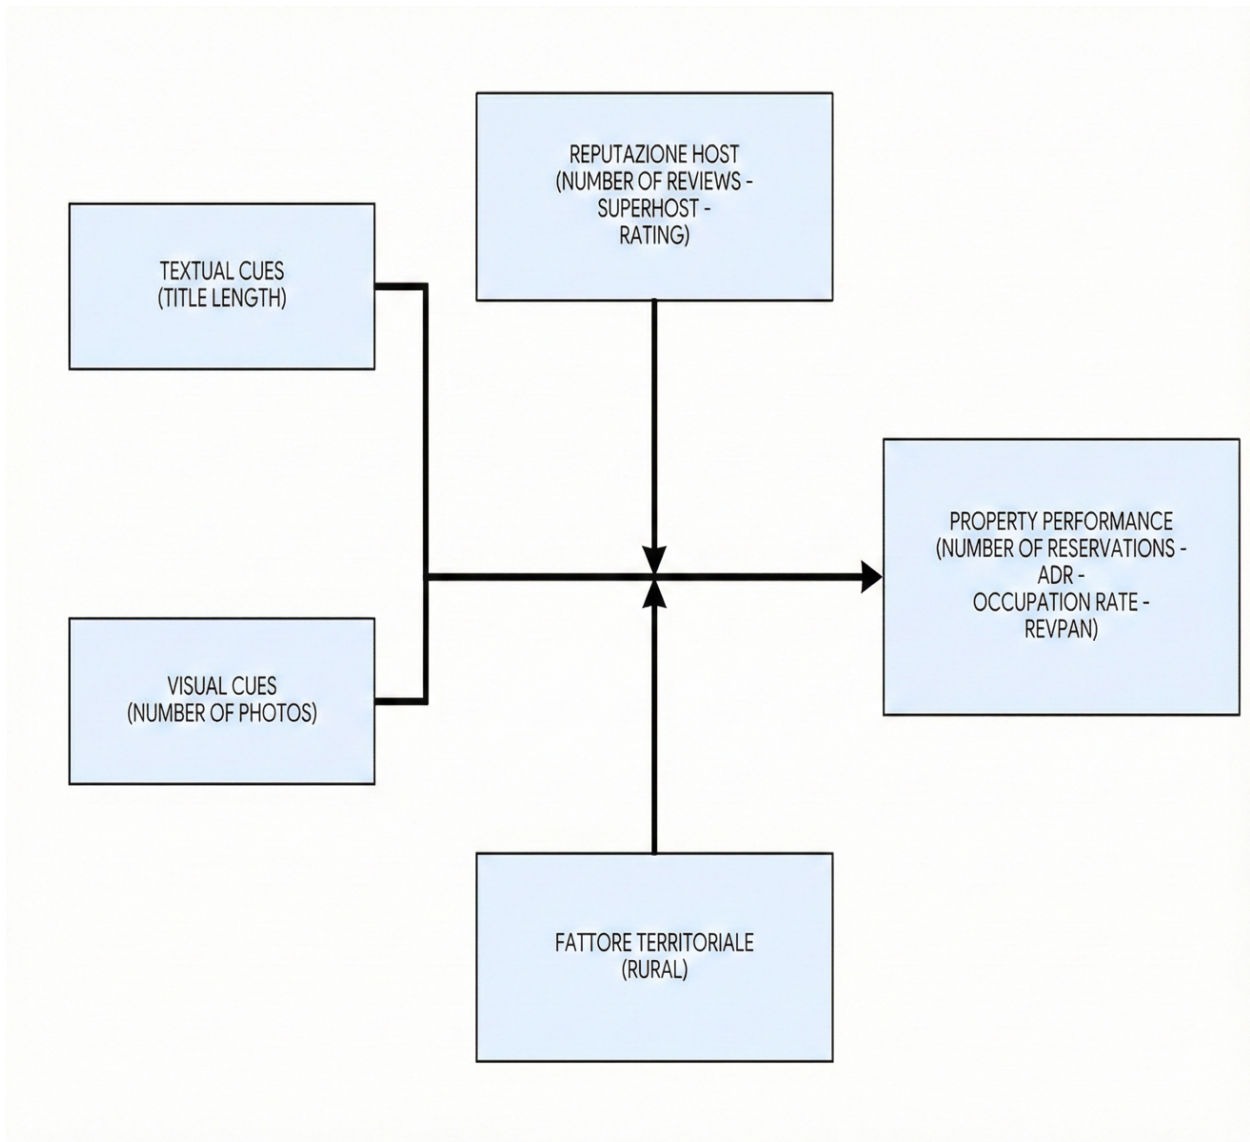 REPUTAZIONE HOST
(NUMBER OF REVIEWS -
SUPERHOST -
RATING)
TEXTUAL CUES
(TITLE LENGTH)
PROPERTY PERFORMANCE
(NUMBER OF RESERVATIONS -
ADR -
OCCUPATION RATE -
REVPAN)
VISUAL CUES
(NUMBER OF PHOTOS)
FATTORE TERRITORIALE
(RURAL)